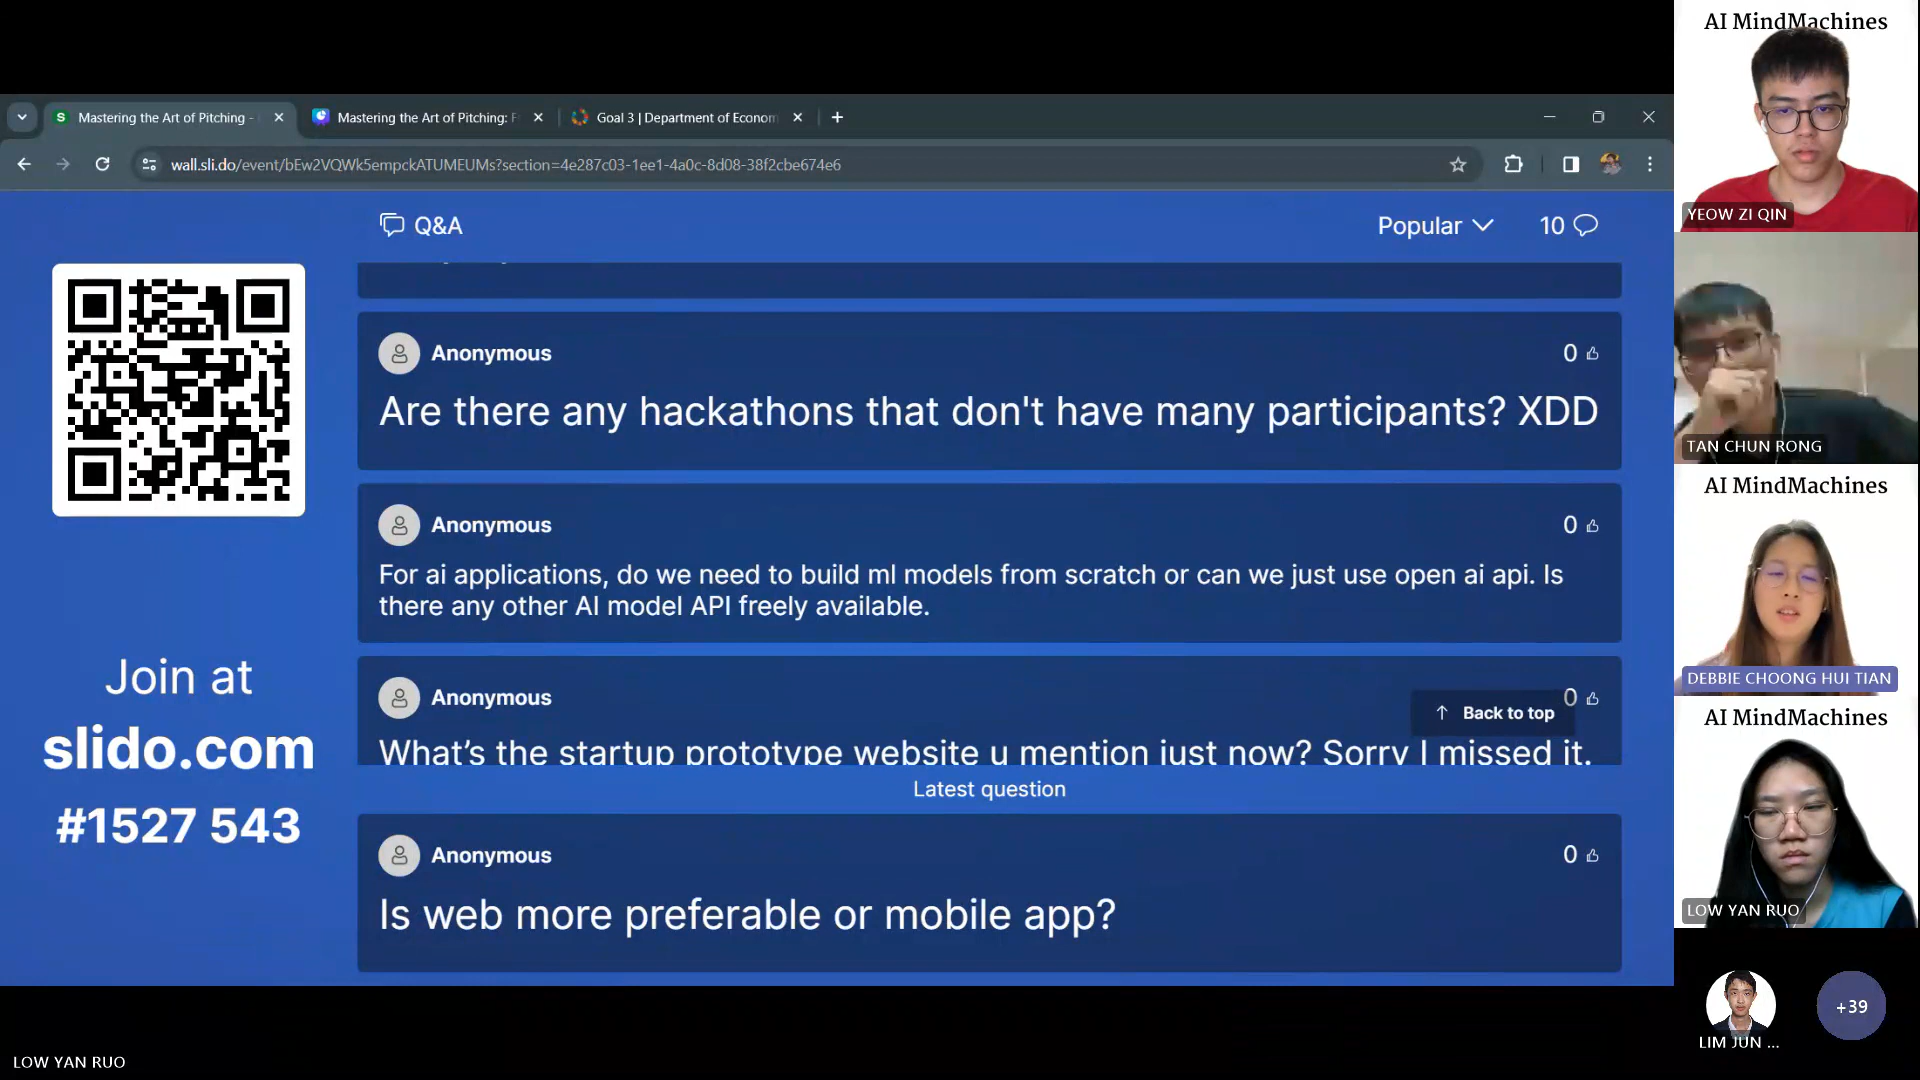 Mastering the Art of Pitching -
Mastering the Art of Pitching: F
Goal 3 | Department of Econom
wall.sli.do/event/bEw2VQWk5empckATUMEUMs?section=4e287c03-1ee1-4a0c-8d08-38f2cbe674e6
Q&A
Popular
10
Anonymous
0
Are there any hackathons that don't have many participants? XDD
Anonymous
0
For ai applications, do we need to build ml models from scratch or can we just use open ai api. Is
there any other AI model API freely available.
Anonymous
0
Back to top
What's the startup prototype website u mention just now? Sorry I missed it.
Latest question
Anonymous
0
Is web more preferable or mobile app?
Join at
slido.com
#1527 543
AI MindMachines
YEOW ZI QIN
TAN CHUN RONG
AI MindMachines
DEBBIE CHOONG HUI TIAN
AI MindMachines
LOW YAN RUO
LIM JUN ...
+39
LOW YAN RUO